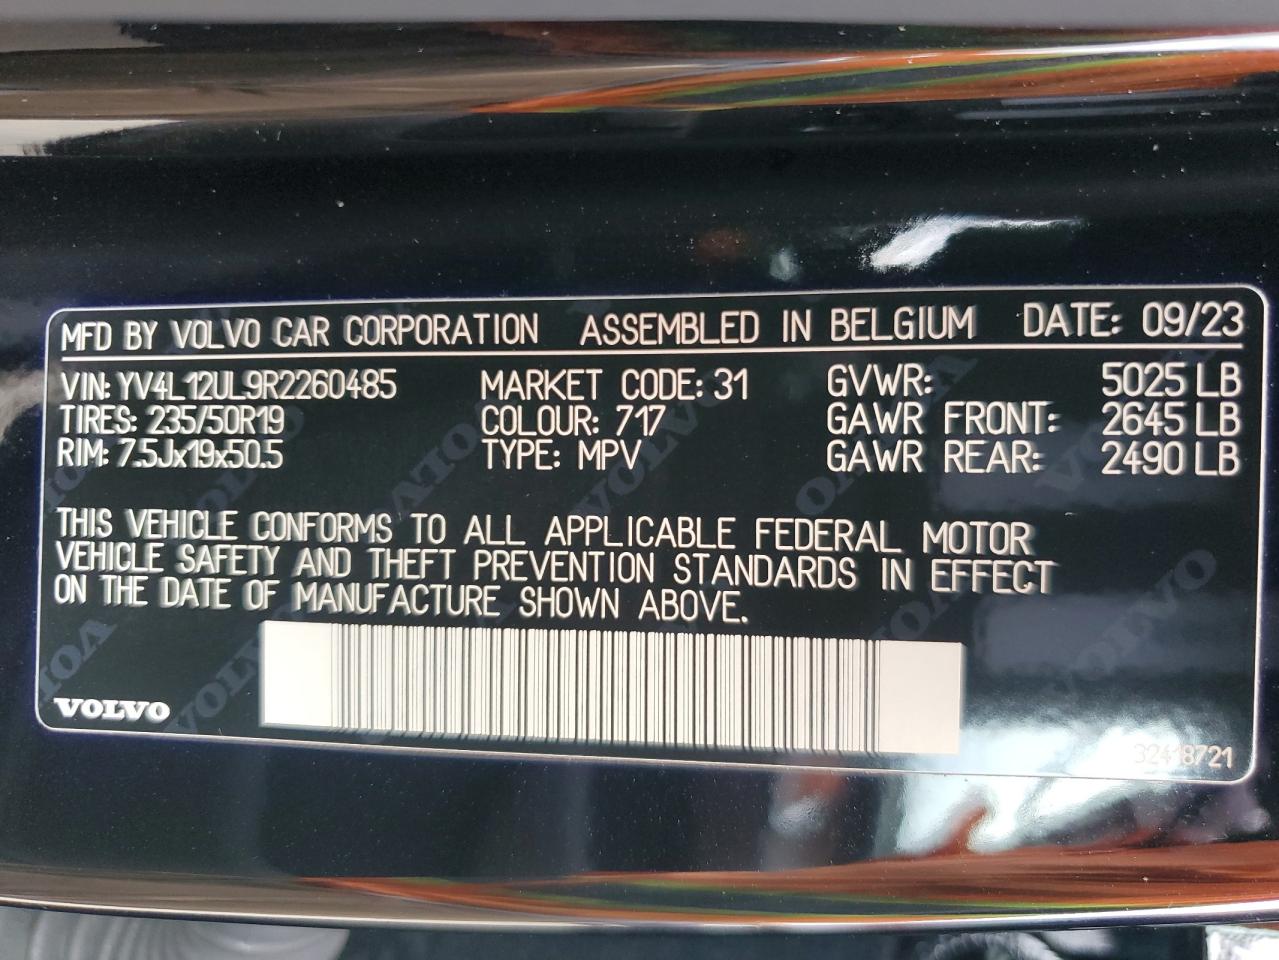 MFD BY VOLVO CAR CORPORATION ASSEMBLED IN BELGIUM DATE: 09/23
VIN: YV4L12UL9R2260485 MARKET CODE: 31 GVWR: 5025 LB
TIRES: 235/50R19 COLOUR: 717 GAWR FRONT: 2645 LB
RIM: 7.5Jx19x50.5 TYPE: MPV GAWR REAR: 2490 LB
THIS VEHICLE CONFORMS TO ALL APPLICABLE FEDERAL MOTOR
VEHICLE SAFETY AND THEFT PREVENTION STANDARDS IN EFFECT
ON THE DATE OF MANUFACTURE SHOWN ABOVE.
VOLVO
32418721